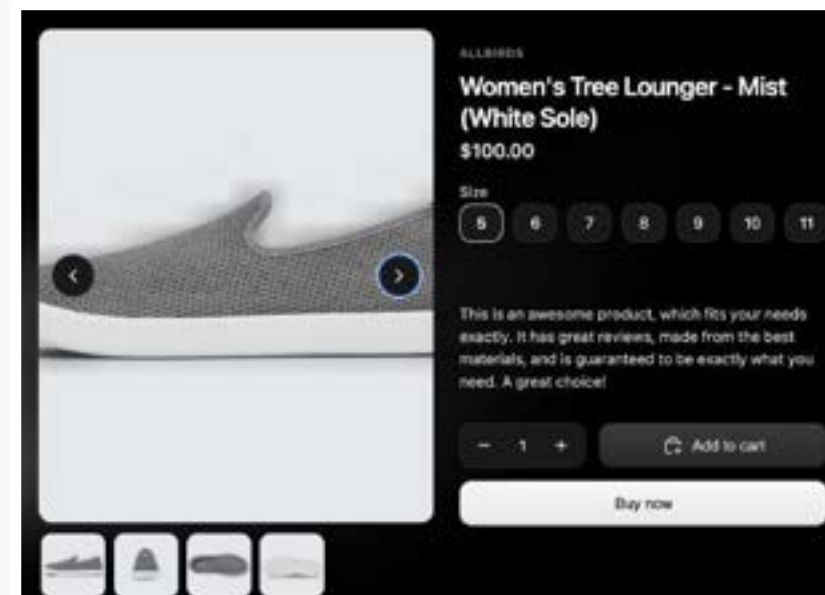 ALLBIRDS
Women's Tree Lounger - Mist
(White Sole)
$100.00
Size
5 6 7 8 9 10 11
This is an awesome product, which fits your needs
exactly. It has great reviews, made from the best
materials, and is guaranteed to be exactly what you
need. A great choice!
− 1 + Add to cart
Buy now